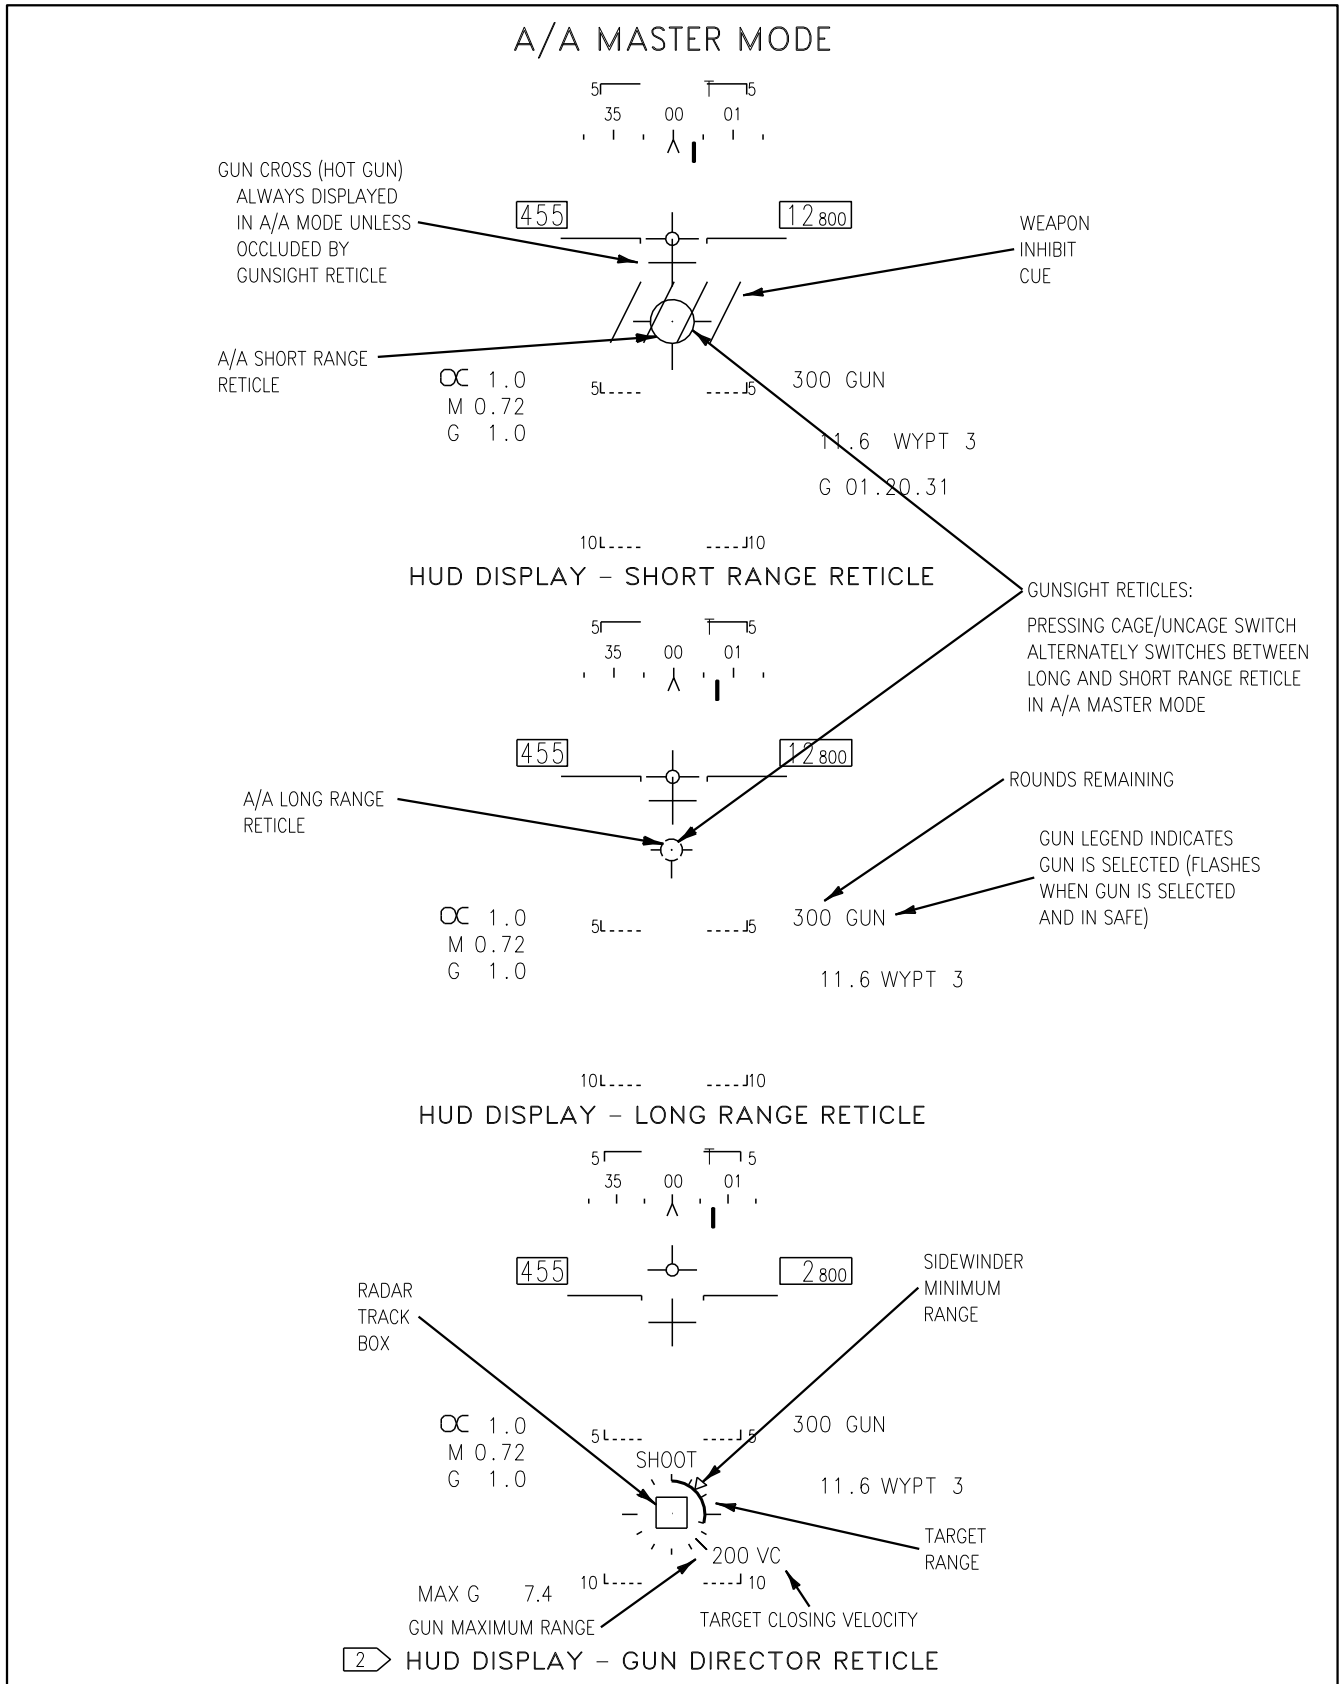 A/A MASTER MODE
5 5
35 00 01
GUN CROSS (HOT GUN)
ALWAYS DISPLAYED
IN A/A MODE UNLESS
OCCLUDED BY
GUNSIGHT RETICLE
455 12 800
WEAPON
INHIBIT
CUE
A/A SHORT RANGE
RETICLE
α 1.0
M 0.72
G 1.0
5 5
300 GUN
11.6 WYPT 3
G 01.20.31
10 10
HUD DISPLAY – SHORT RANGE RETICLE
GUNSIGHT RETICLES:
PRESSING CAGE/UNCAGE SWITCH
ALTERNATELY SWITCHES BETWEEN
LONG AND SHORT RANGE RETICLE
IN A/A MASTER MODE
5 5
35 00 01
455 12 800
A/A LONG RANGE
RETICLE
ROUNDS REMAINING
GUN LEGEND INDICATES
GUN IS SELECTED (FLASHES
WHEN GUN IS SELECTED
AND IN SAFE)
α 1.0
M 0.72
G 1.0
5 5
300 GUN
11.6 WYPT 3
10 10
HUD DISPLAY – LONG RANGE RETICLE
5 5
35 00 01
455 2 800
RADAR
TRACK
BOX
SIDEWINDER
MINIMUM
RANGE
α 1.0
M 0.72
G 1.0
5 5
300 GUN
SHOOT
11.6 WYPT 3
TARGET
RANGE
200 VC
10 10
MAX G 7.4
GUN MAXIMUM RANGE
TARGET CLOSING VELOCITY
2 HUD DISPLAY – GUN DIRECTOR RETICLE